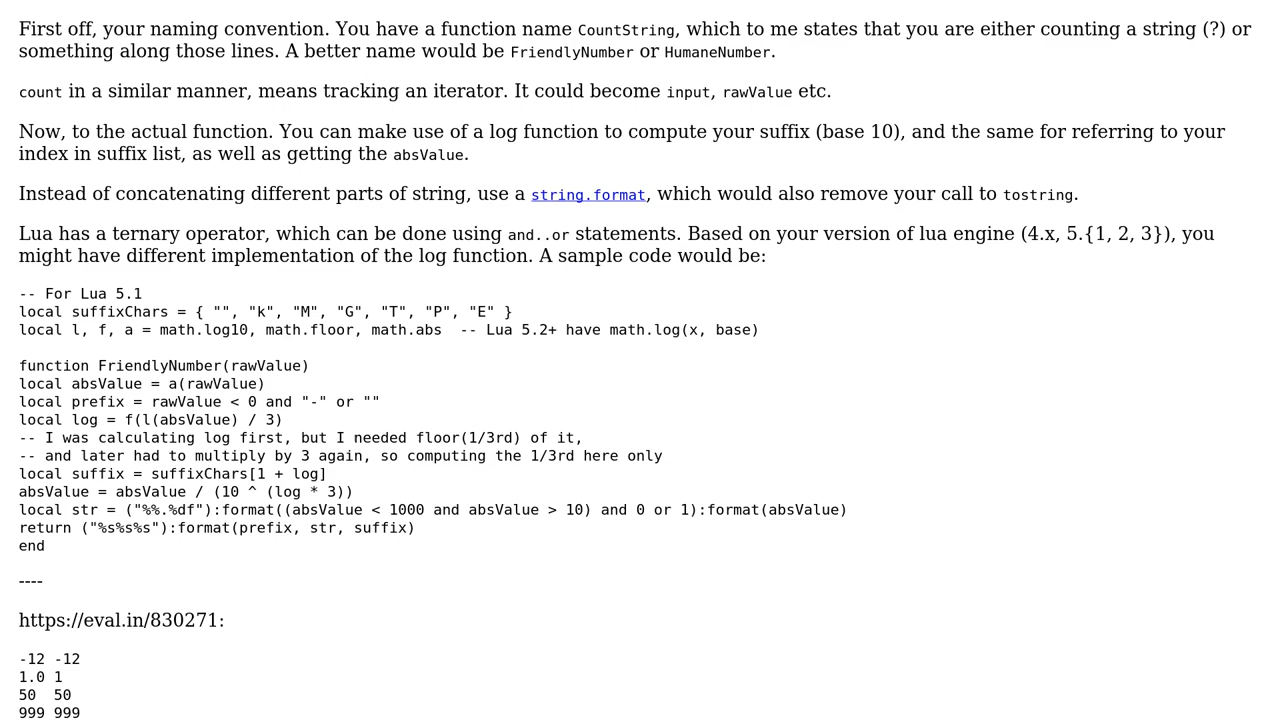 First off, your naming convention. You have a function name CountString, which to me states that you are either counting a string (?) or
something along those lines. A better name would be FriendlyNumber or HumaneNumber.
count in a similar manner, means tracking an iterator. It could become input, rawValue etc.
Now, to the actual function. You can make use of a log function to compute your suffix (base 10), and the same for referring to your
index in suffix list, as well as getting the absValue.
Instead of concatenating different parts of string, use a string.format, which would also remove your call to tostring.
Lua has a ternary operator, which can be done using and..or statements. Based on your version of lua engine (4.x, 5.{1, 2, 3}), you
might have different implementation of the log function. A sample code would be:
-- For Lua 5.1
local suffixChars = { "", "k", "M", "G", "T", "P", "E" }
local l, f, a = math.log10, math.floor, math.abs  -- Lua 5.2+ have math.log(x, base)
function FriendlyNumber(rawValue)
local absValue = a(rawValue)
local prefix = rawValue < 0 and "-" or ""
local log = f(l(absValue) / 3)
-- I was calculating log first, but I needed floor(1/3rd) of it,
-- and later had to multiply by 3 again, so computing the 1/3rd here only
local suffix = suffixChars[1 + log]
absValue = absValue / (10 ^ (log * 3))
local str = ("%%.%df"):format((absValue < 1000 and absValue > 10) and 0 or 1):format(absValue)
return ("%s%s%s"):format(prefix, str, suffix)
end
----
https://eval.in/830271:
-12 -12
1.0 1
50  50
999 999